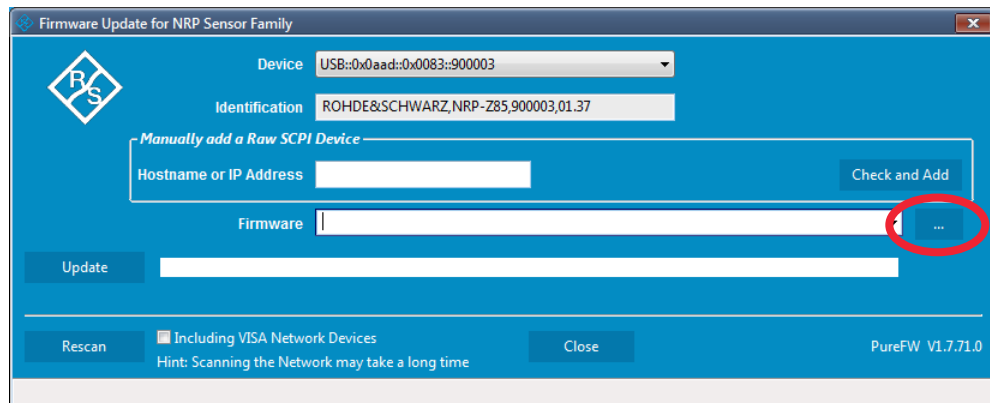 Firmware Update for NRP Sensor Family
R&S
Device USB::0x0aad::0x0083::900003
Identification ROHDE&SCHWARZ,NRP-Z85,900003,01.37
Manually add a Raw SCPI Device
Hostname or IP Address Check and Add
Firmware ...
Update
Rescan Including VISA Network Devices Close PureFW V1.7.71.0
Hint: Scanning the Network may take a long time